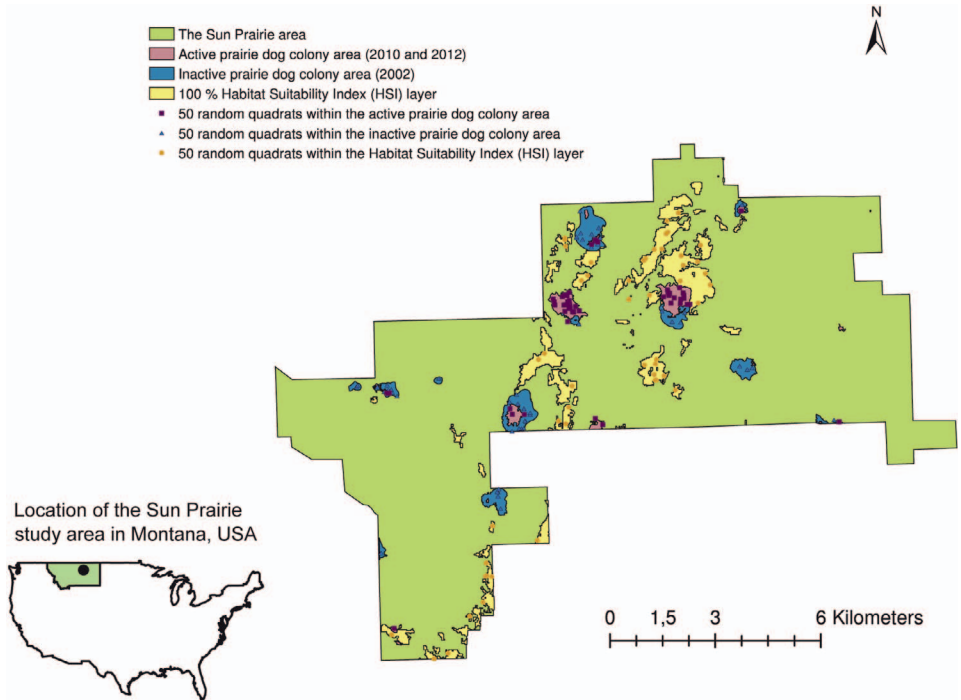 N
The Sun Prairie area
Active prairie dog colony area (2010 and 2012)
Inactive prairie dog colony area (2002)
100 % Habitat Suitability Index (HSI) layer
50 random quadrats within the active prairie dog colony area
50 random quadrats within the inactive prairie dog colony area
50 random quadrats within the Habitat Suitability Index (HSI) layer
Location of the Sun Prairie
study area in Montana, USA
0 1,5 3 6 Kilometers